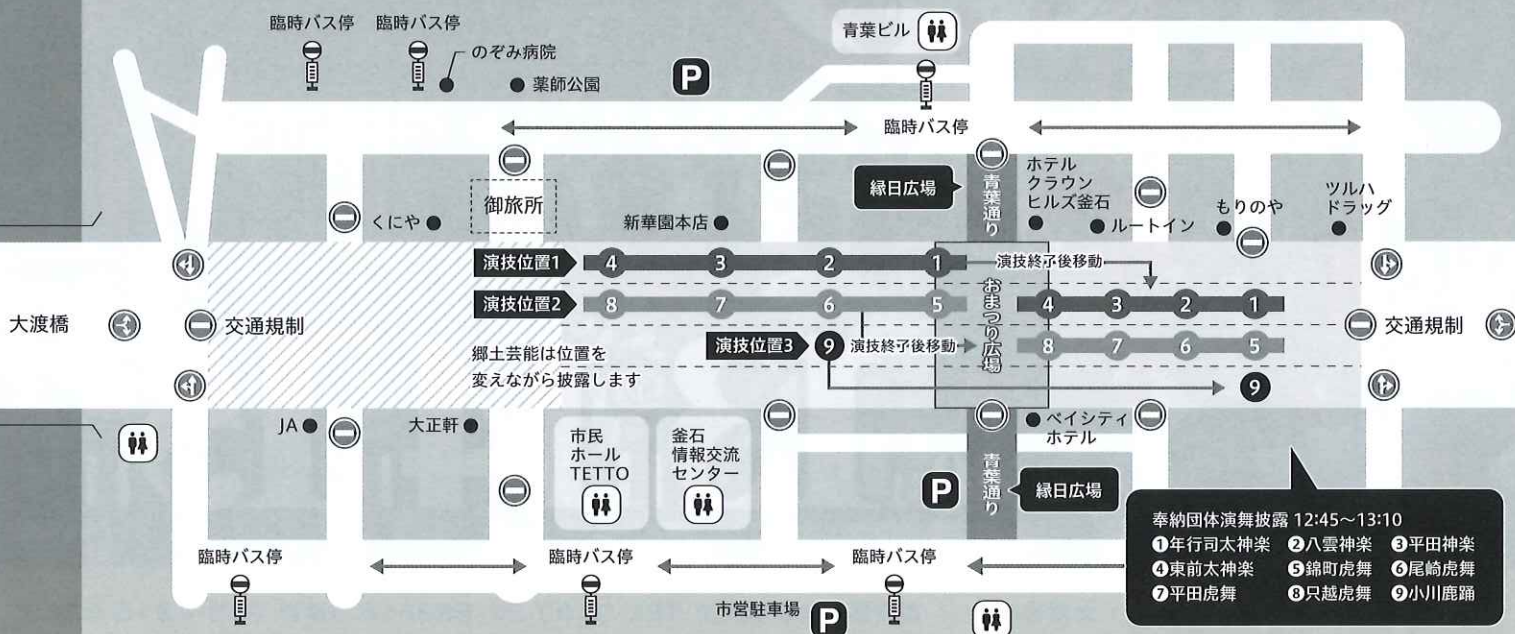 臨時バス停
臨時バス停
のぞみ病院
薬師公園
P
青葉ビル
臨時バス停
くにや
御旅所
新華園本店
縁日広場
青葉通り
ホテル
クラウン
ヒルズ釜石
ルートイン
もりのや
ツルハ
ドラッグ
大渡橋
交通規制
演技位置1
4
3
2
1
演技終了後移動
演技位置2
8
7
6
5
おまつり広場
4
3
2
1
演技位置3
9
演技終了後移動
8
7
6
5
交通規制
郷土芸能は位置を
変えながら披露します
9
JA
大正軒
市民
ホール
TETTO
釜石
情報交流
センター
ベイシティ
ホテル
P
青葉通り
縁日広場
奉納団体演舞披露 12:45〜13:10
❶年行司太神楽 ❷八雲神楽 ❸平田神楽
❹東前太神楽 ❺錦町虎舞 ❻尾崎虎舞
❼平田虎舞 ❽只越虎舞 ❾小川鹿踊
臨時バス停
臨時バス停
臨時バス停
市営駐車場
P